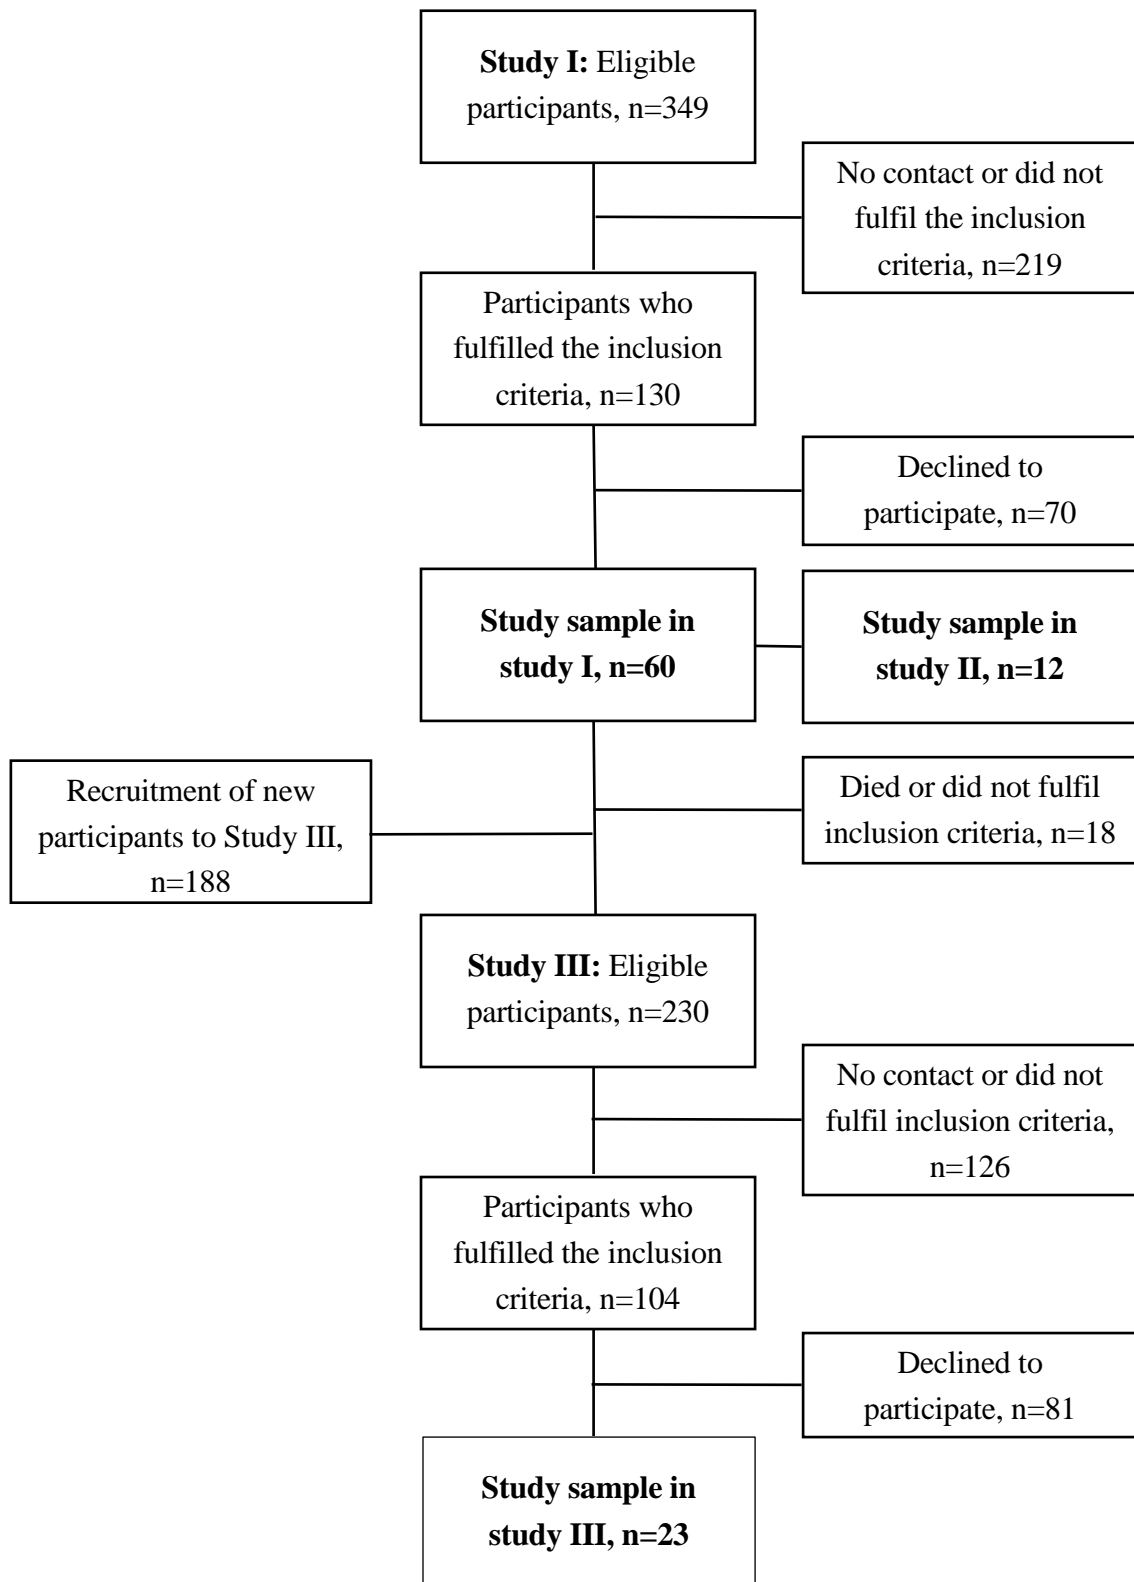 Study I: Eligible
participants, n=349
No contact or did not
fulfil the inclusion
criteria, n=219
Participants who
fulfilled the inclusion
criteria, n=130
Declined to
participate, n=70
Study sample in
study I, n=60
Study sample in
study II, n=12
Recruitment of new
participants to Study III,
n=188
Died or did not fulfil
inclusion criteria, n=18
Study III: Eligible
participants, n=230
No contact or did not
fulfil inclusion criteria,
n=126
Participants who
fulfilled the inclusion
criteria, n=104
Declined to
participate, n=81
Study sample in
study III, n=23